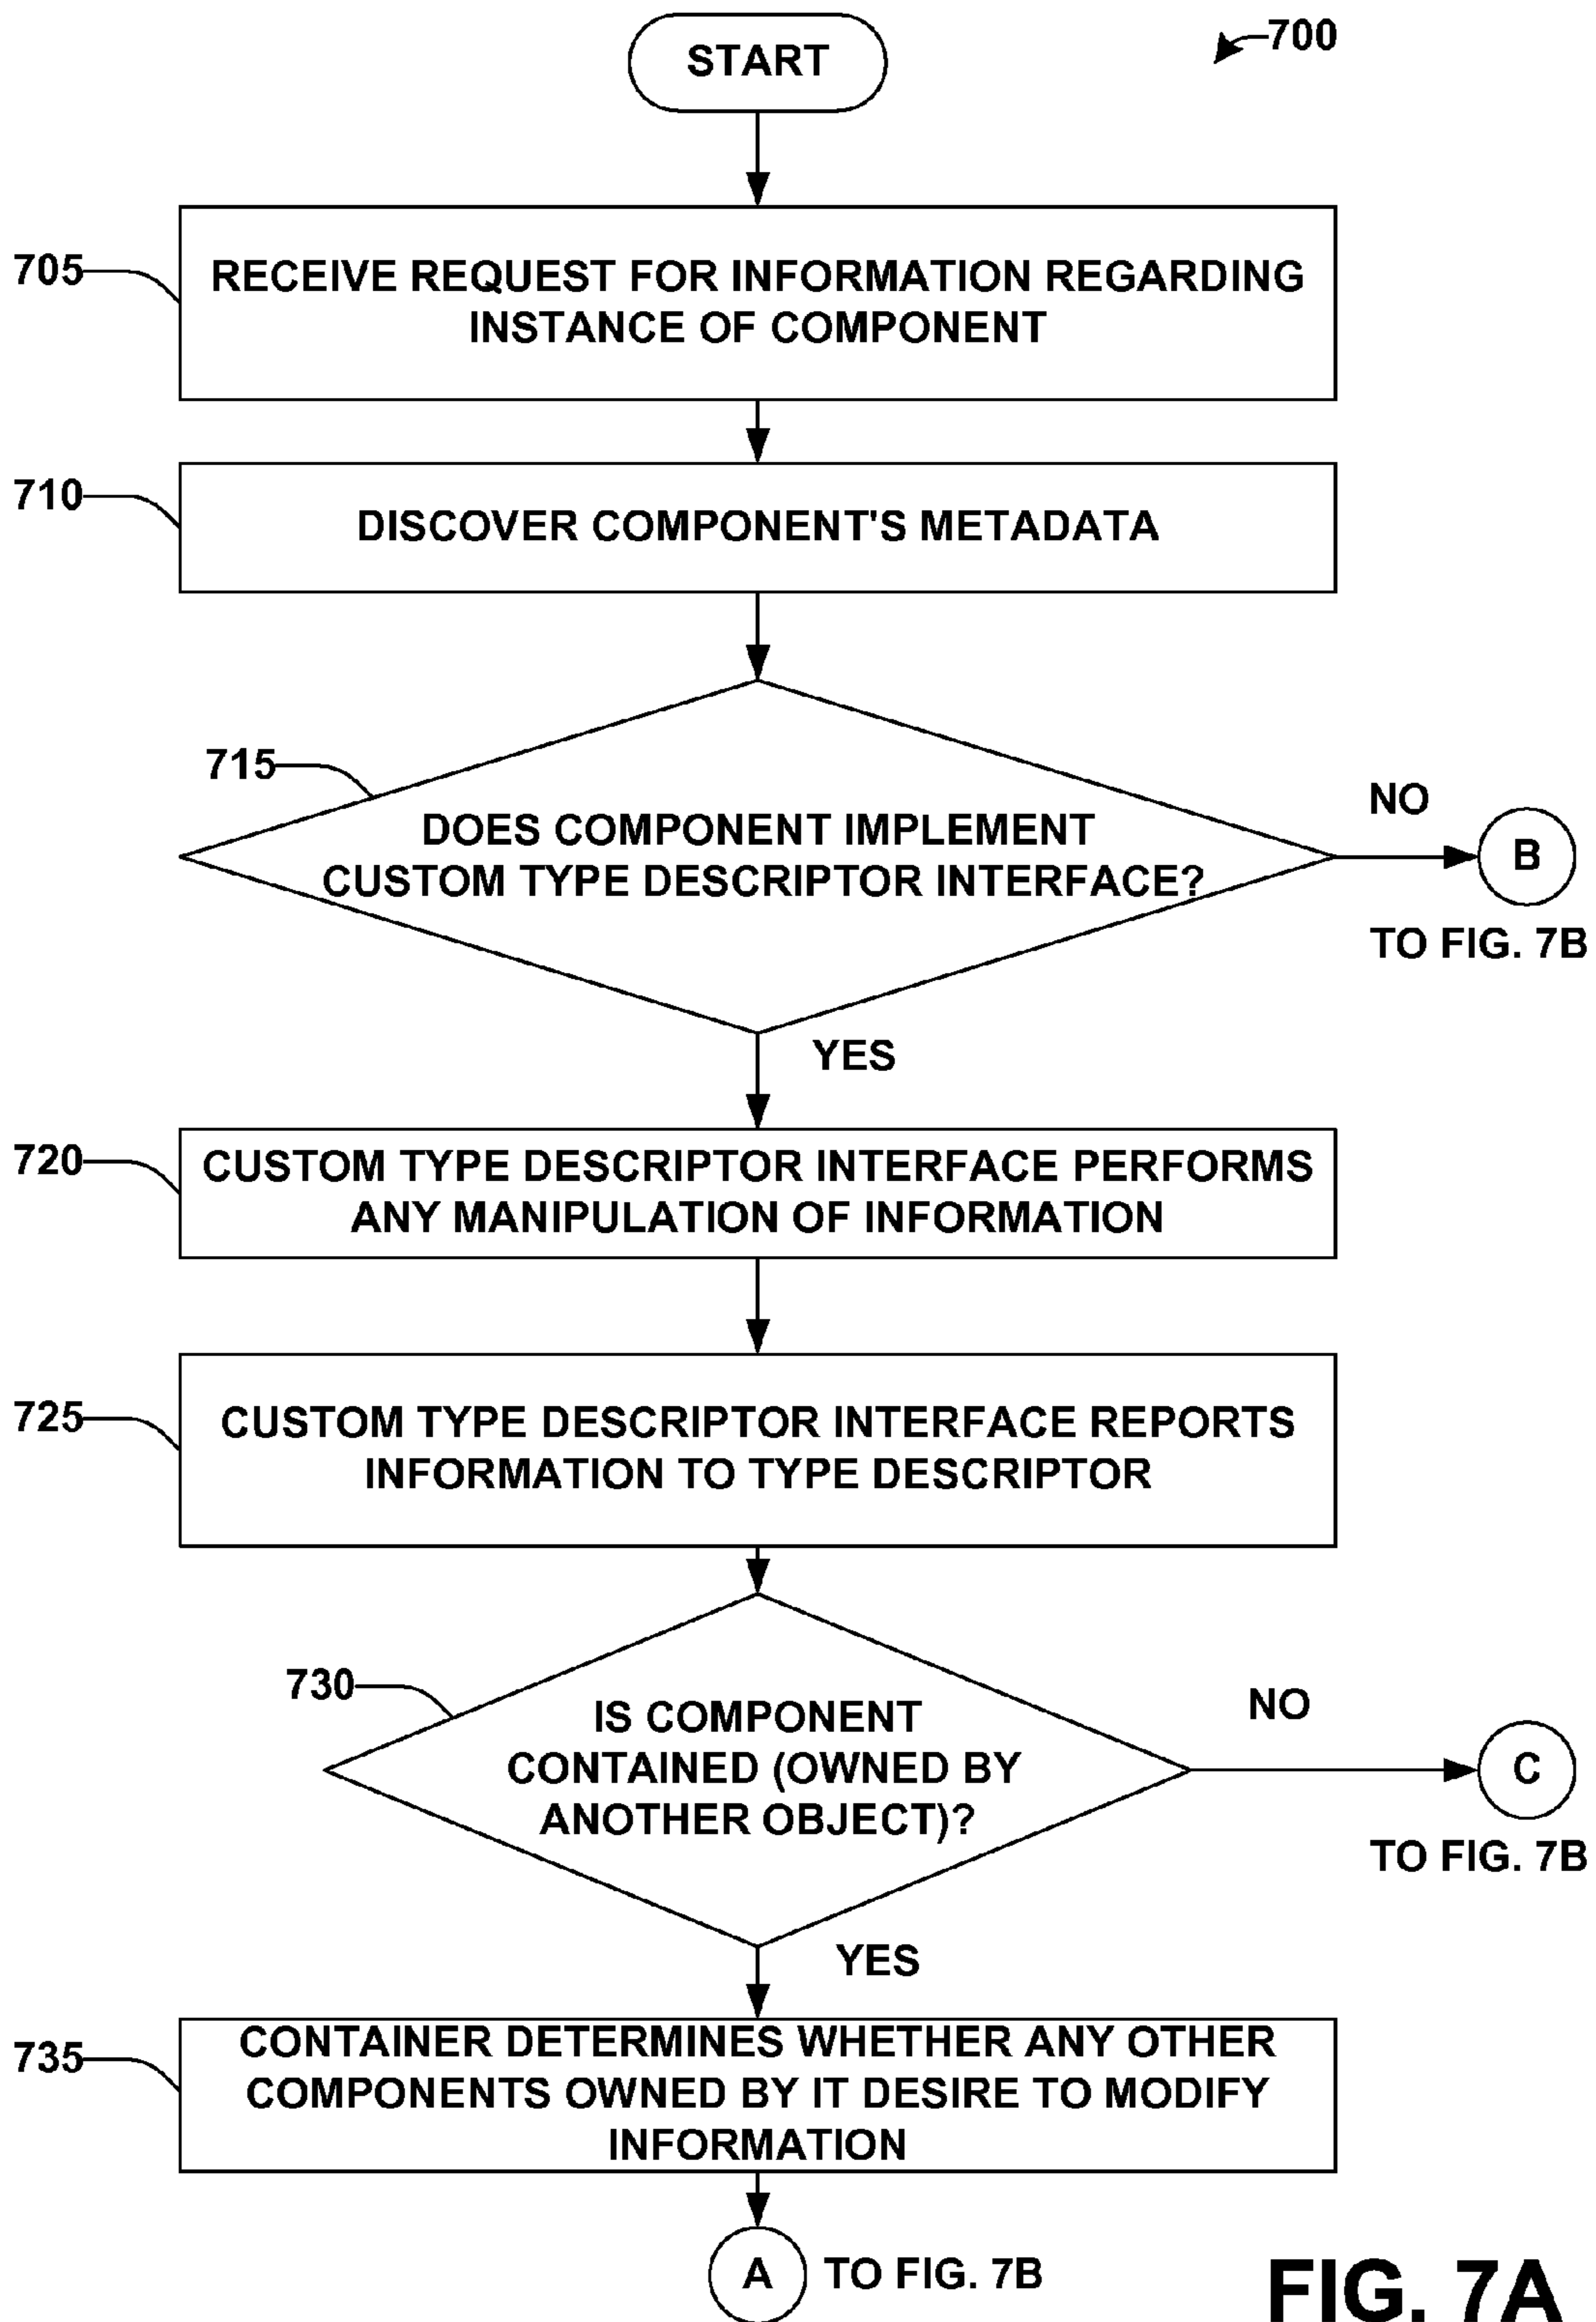 START
700
705
RECEIVE REQUEST FOR INFORMATION REGARDING
INSTANCE OF COMPONENT
710
DISCOVER COMPONENT'S METADATA
715
DOES COMPONENT IMPLEMENT
CUSTOM TYPE DESCRIPTOR INTERFACE?
NO
B
TO FIG. 7B
YES
720
CUSTOM TYPE DESCRIPTOR INTERFACE PERFORMS
ANY MANIPULATION OF INFORMATION
725
CUSTOM TYPE DESCRIPTOR INTERFACE REPORTS
INFORMATION TO TYPE DESCRIPTOR
730
IS COMPONENT
CONTAINED (OWNED BY
ANOTHER OBJECT)?
NO
C
TO FIG. 7B
YES
735
CONTAINER DETERMINES WHETHER ANY OTHER
COMPONENTS OWNED BY IT DESIRE TO MODIFY
INFORMATION
A
TO FIG. 7B
FIG. 7A